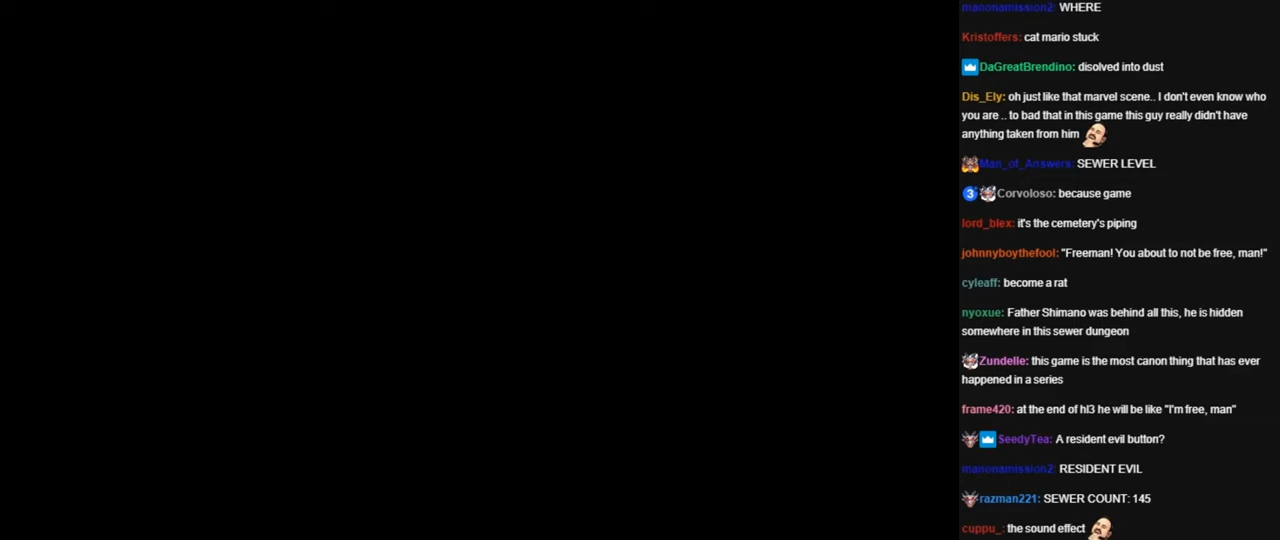 manonamission2: WHERE
Kristoffers: cat mario stuck
DaGreatBrendino: disolved into dust
Dis_Ely: oh just like that marvel scene.. I don't even know who
you are .. to bad that in this game this guy really didn't have
anything taken from him
Man_of_Answers: SEWER LEVEL
3 Corvoloso: because game
lord_blex: it's the cemetery's piping
johnnyboythefool: "Freeman! You about to not be free, man!"
cyleaff: become a rat
nyoxue: Father Shimano was behind all this, he is hidden
somewhere in this sewer dungeon
Zundelle: this game is the most canon thing that has ever
happened in a series
frame420: at the end of hl3 he will be like "I'm free, man"
SeedyTea: A resident evil button?
manonamission2: RESIDENT EVIL
razman221: SEWER COUNT: 145
cuppu_: the sound effect